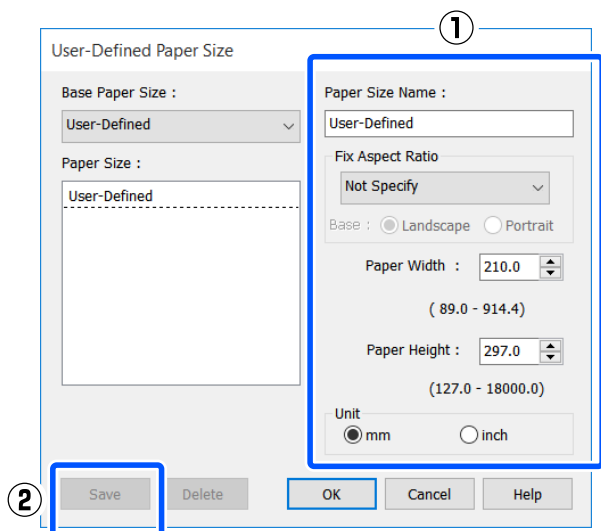 ①
User-Defined Paper Size
Base Paper Size :
User-Defined
Paper Size :
User-Defined
Paper Size Name :
User-Defined
Fix Aspect Ratio
Not Specify
Base : Landscape Portrait
Paper Width : 210.0
( 89.0 - 914.4)
Paper Height : 297.0
(127.0 - 18000.0)
Unit
mm inch
②
Save Delete OK Cancel Help